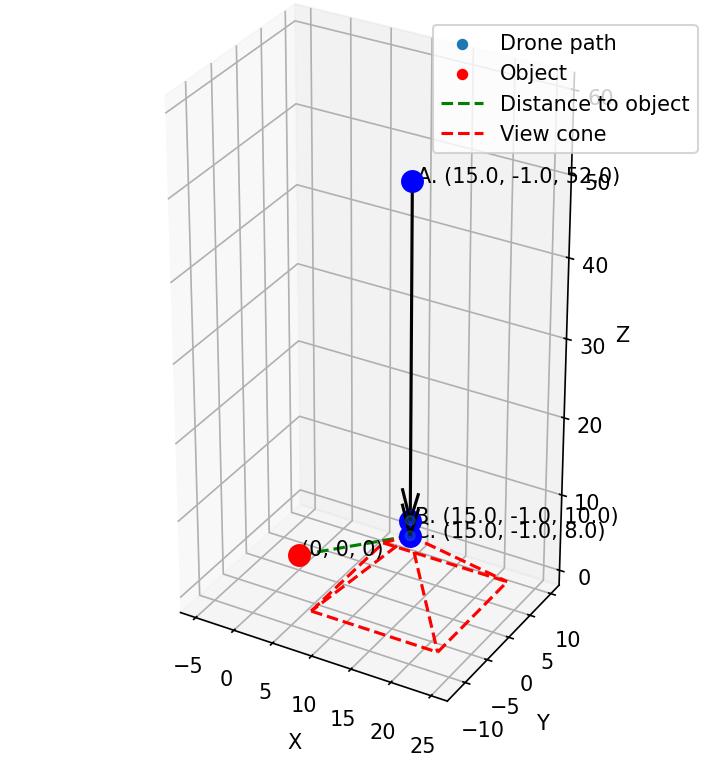 Drone path
Object
Distance to object
View cone
60
A. (15.0, -1.0, 52.0)
50
40
30
Z
20
10
B. (15.0, -1.0, 10.0)
C. (15.0, -1.0, 8.0)
(0, 0, 0)
0
−5
0
5
10
15
20
25
X
−10
−5
0
5
10
Y